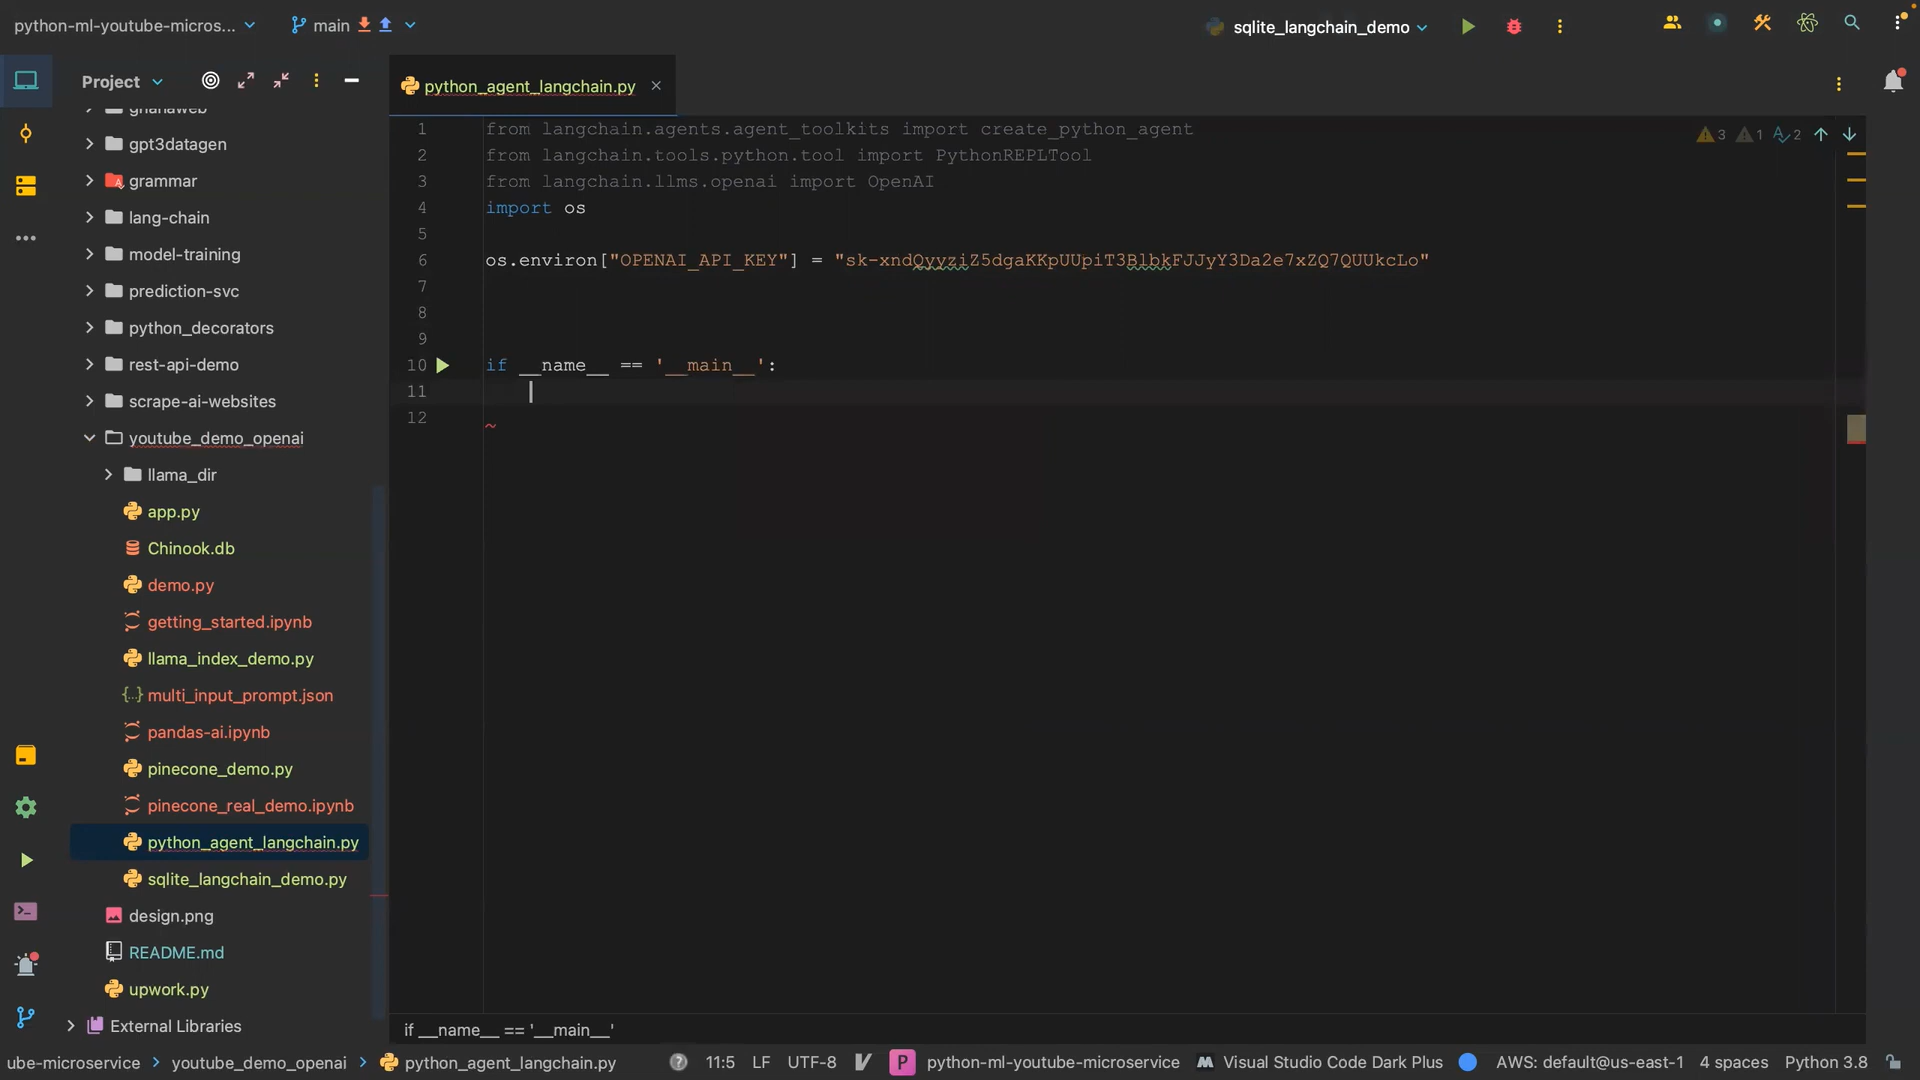 python-ml-youtube-micros...
main
sqlite_langchain_demo
Project
python_agent_langchain.py
gnanaweb
gpt3datagen
grammar
lang-chain
model-training
prediction-svc
python_decorators
rest-api-demo
scrape-ai-websites
youtube_demo_openai
llama_dir
app.py
Chinook.db
demo.py
getting_started.ipynb
llama_index_demo.py
multi_input_prompt.json
pandas-ai.ipynb
pinecone_demo.py
pinecone_real_demo.ipynb
python_agent_langchain.py
sqlite_langchain_demo.py
design.png
README.md
upwork.py
External Libraries
1 from langchain.agents.agent_toolkits import create_python_agent
2 from langchain.tools.python.tool import PythonREPLTool
3 from langchain.llms.openai import OpenAI
4 import os
5
6 os.environ["OPENAI_API_KEY"] = "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"
7
8
9
10 if __name__ == '__main__':
11
12
3 1 2
if __name__ == '__main__'
ube-microservice > youtube_demo_openai > python_agent_langchain.py
11:5 LF UTF-8 P python-ml-youtube-microservice Visual Studio Code Dark Plus AWS: default@us-east-1 4 spaces Python 3.8